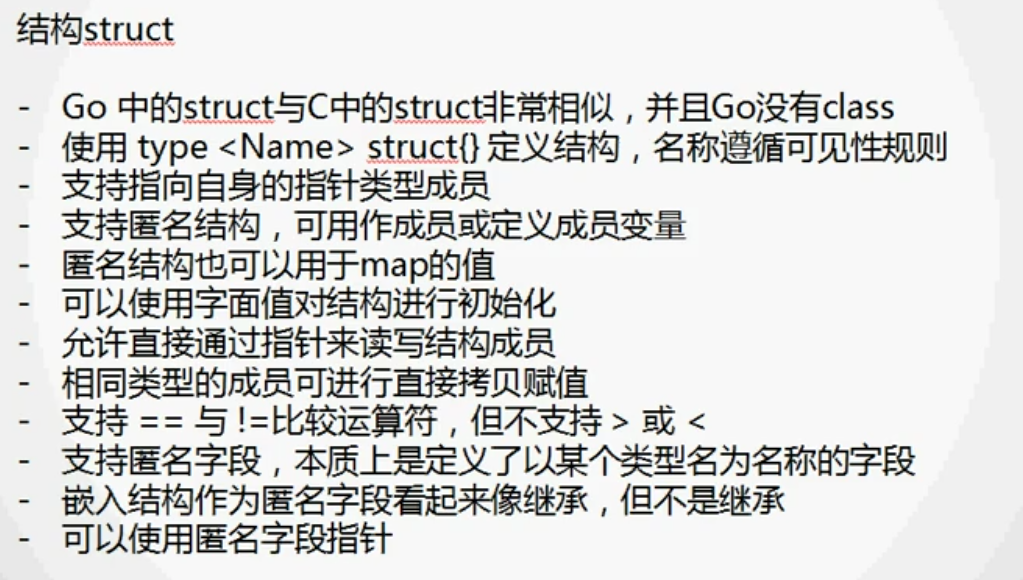 结构struct
- Go 中的struct与C中的struct非常相似，并且Go没有class
- 使用 type <Name> struct{} 定义结构，名称遵循可见性规则
- 支持指向自身的指针类型成员
- 支持匿名结构，可用作成员或定义成员变量
- 匿名结构也可以用于map的值
- 可以使用字面值对结构进行初始化
- 允许直接通过指针来读写结构成员
- 相同类型的成员可进行直接拷贝赋值
- 支持 == 与 !=比较运算符，但不支持 > 或 <
- 支持匿名字段，本质上是定义了以某个类型名为名称的字段
- 嵌入结构作为匿名字段看起来像继承，但不是继承
- 可以使用匿名字段指针